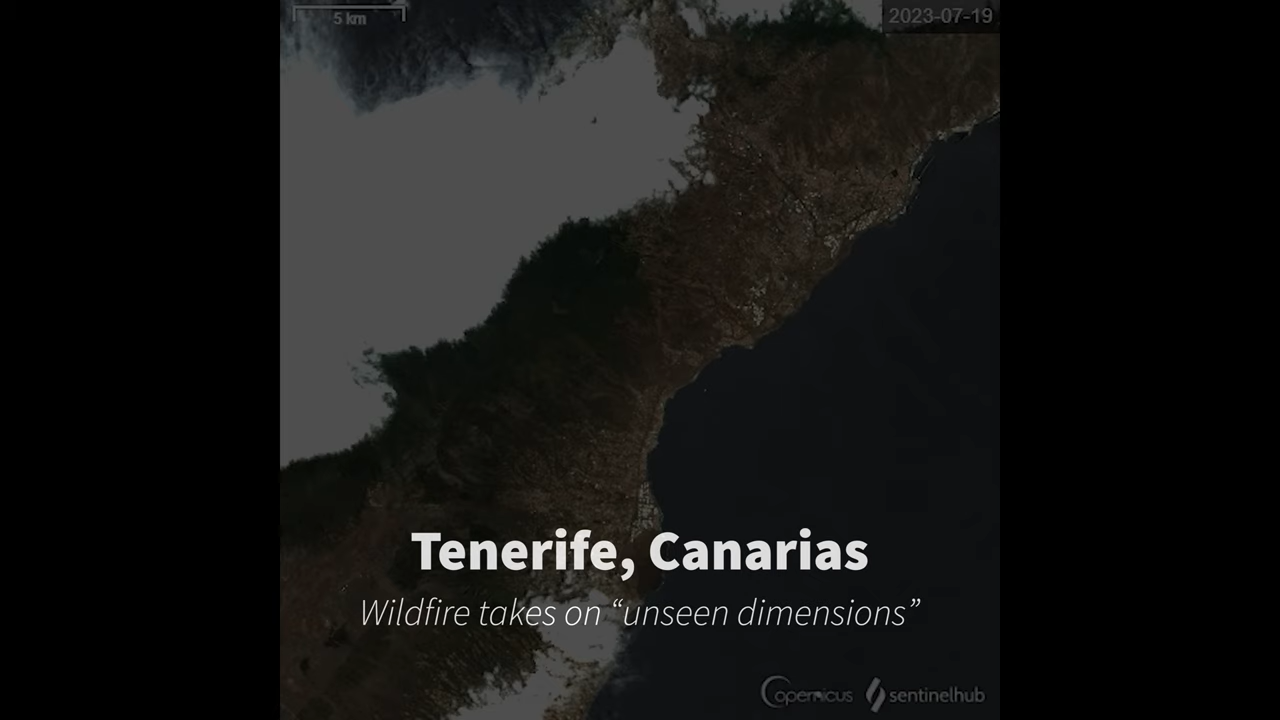 5 km
2023-07-19
Tenerife, Canarias
Wildfire takes on “unseen dimensions”
Copernicus sentinelhub